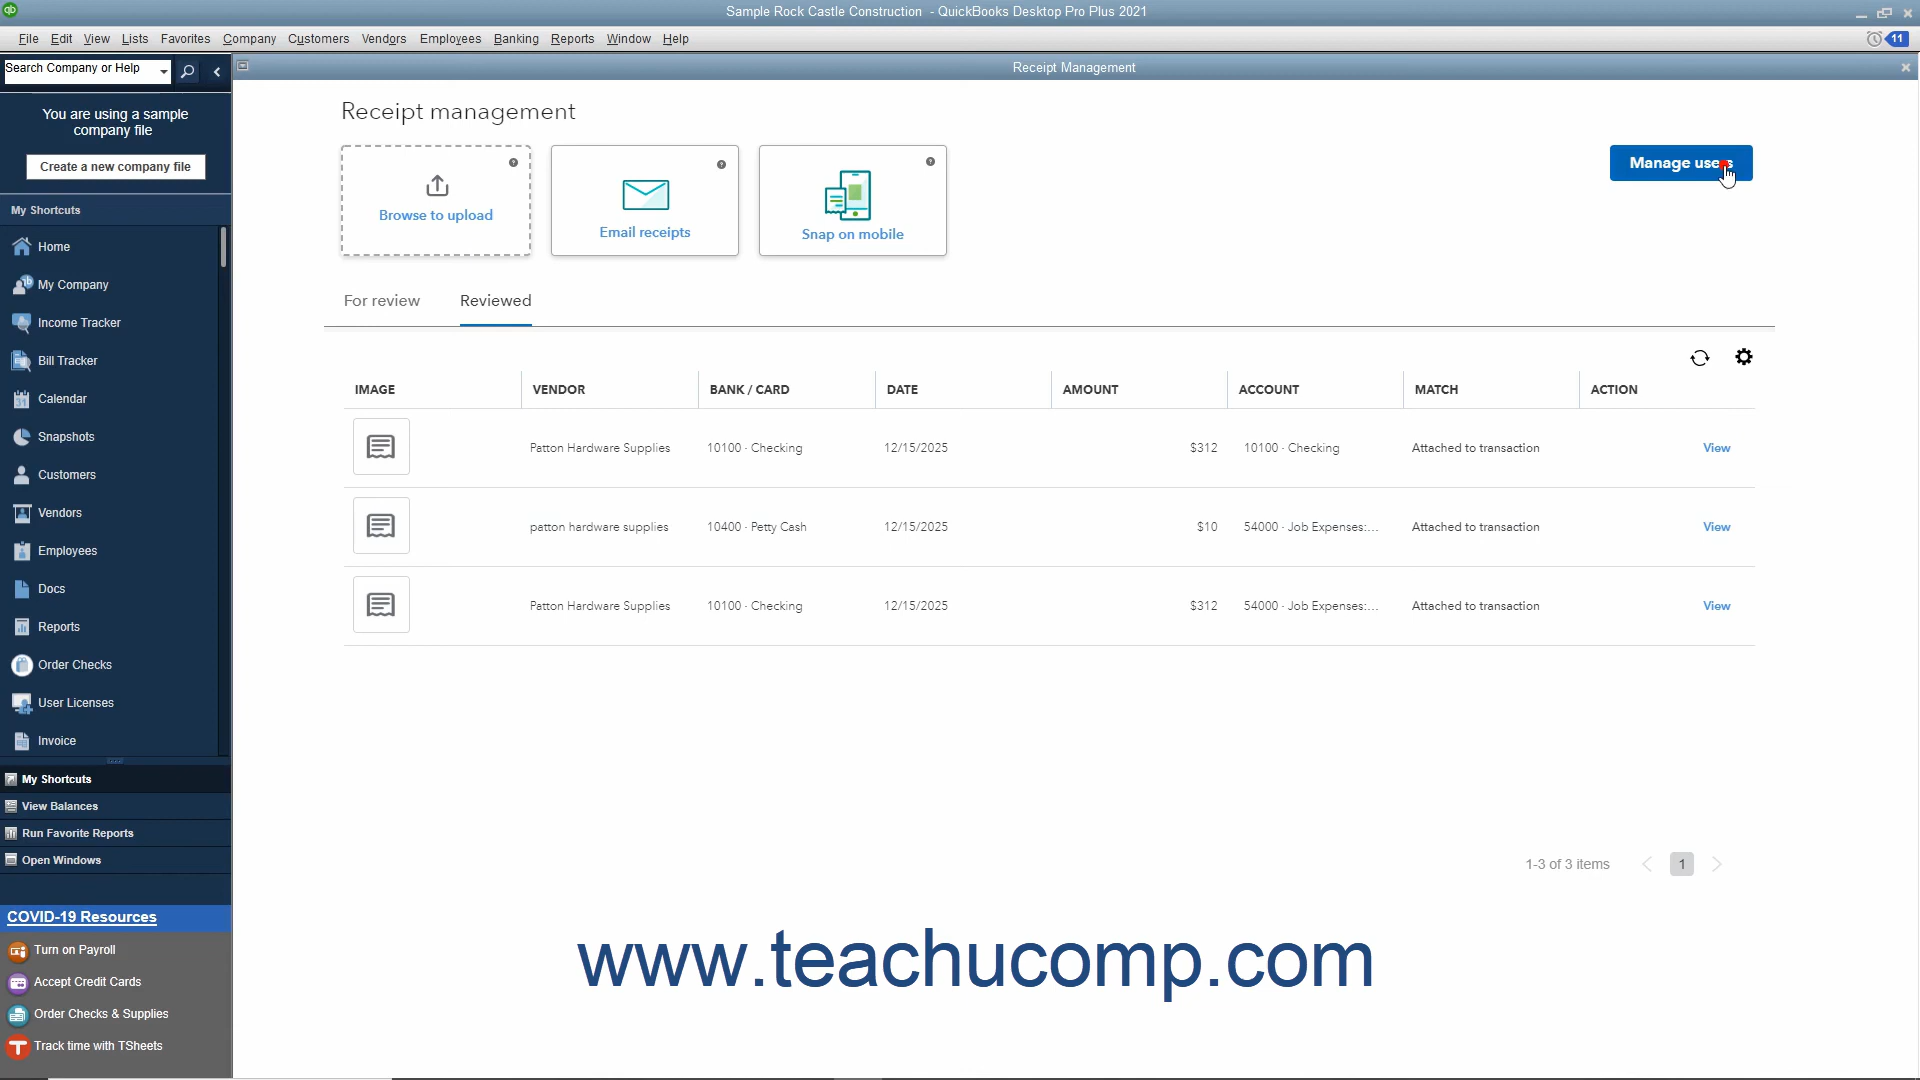 Sample Rock Castle Construction - QuickBooks Desktop Pro Plus 2021
File Edit View Lists Favorites Company Customers Vendors Employees Banking Reports Window Help
11
Search Company or Help
Receipt Management
You are using a sample
company file
Create a new company file
My Shortcuts
Home
My Company
Income Tracker
Bill Tracker
Calendar
Snapshots
Customers
Vendors
Employees
Docs
Reports
Order Checks
User Licenses
Invoice
My Shortcuts
View Balances
Run Favorite Reports
Open Windows
COVID-19 Resources
Turn on Payroll
Accept Credit Cards
Order Checks & Supplies
Track time with TSheets
Receipt management
Browse to upload
Email receipts
Snap on mobile
Manage users
For review Reviewed
IMAGE VENDOR BANK / CARD DATE AMOUNT ACCOUNT MATCH ACTION
Patton Hardware Supplies 10100 · Checking 12/15/2025 $312 10100 · Checking Attached to transaction View
patton hardware supplies 10400 · Petty Cash 12/15/2025 $10 54000 · Job Expenses:... Attached to transaction View
Patton Hardware Supplies 10100 · Checking 12/15/2025 $312 54000 · Job Expenses:... Attached to transaction View
1-3 of 3 items 1
www.teachucomp.com